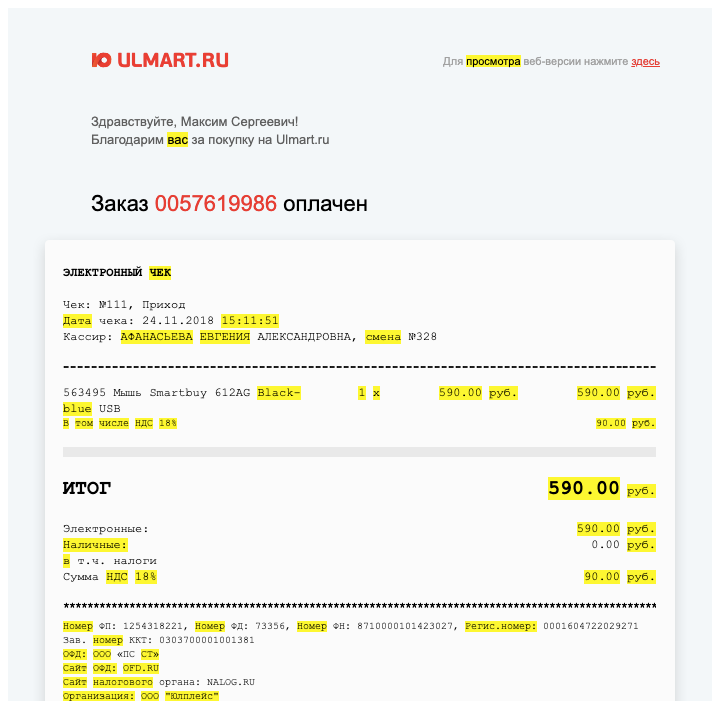 ULMART.RU
Для просмотра веб-версии нажмите здесь
Здравствуйте, Максим Сергеевич!
Благодарим вас за покупку на Ulmart.ru
Заказ 0057619986 оплачен
ЭЛЕКТРОННЫЙ ЧЕК
Чек: №111, Приход
Дата чека: 24.11.2018 15:11:51
Кассир: АФАНАСЬЕВА ЕВГЕНИЯ АЛЕКСАНДРОВНА, смена №328
563495 Мышь Smartbuy 612AG Black- 1 x 590.00 руб. 590.00 руб.
blue USB
В том числе НДС 18% 90.00 руб.
ИТОГ 590.00 руб.
Электронные: 590.00 руб.
Наличные: 0.00 руб.
в т.ч. налоги
Сумма НДС 18% 90.00 руб.
Номер ФП: 1254318221, Номер ФД: 73356, Номер ФН: 8710000101423027, Регис.номер: 0001604722029271
Зав. номер ККТ: 0303700001001381
ОФД: ООО «ПС СТ»
Сайт ОФД: OFD.RU
Сайт налогового органа: NALOG.RU
Организация: ООО "Юлплейс"